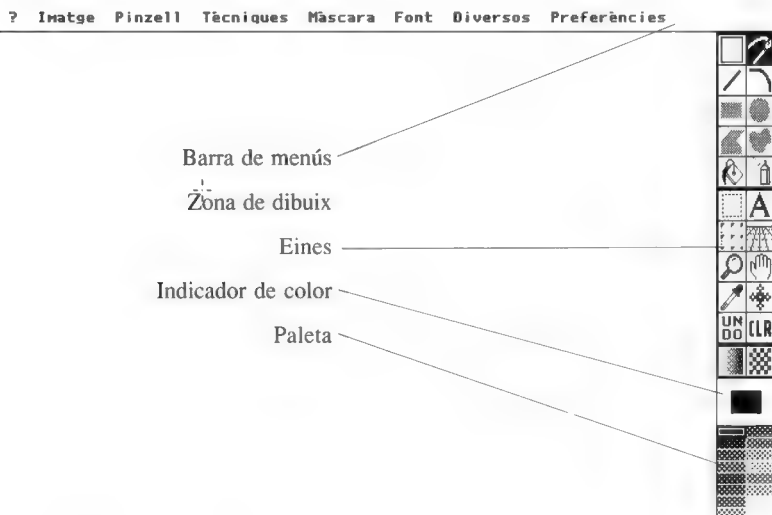 ? Imatge Pinzell Tècniques Màscara Font Diversos Preferències
Barra de menús
Zona de dibuix
Eines
Indicador de color
Paleta
A
UN
DO CLR